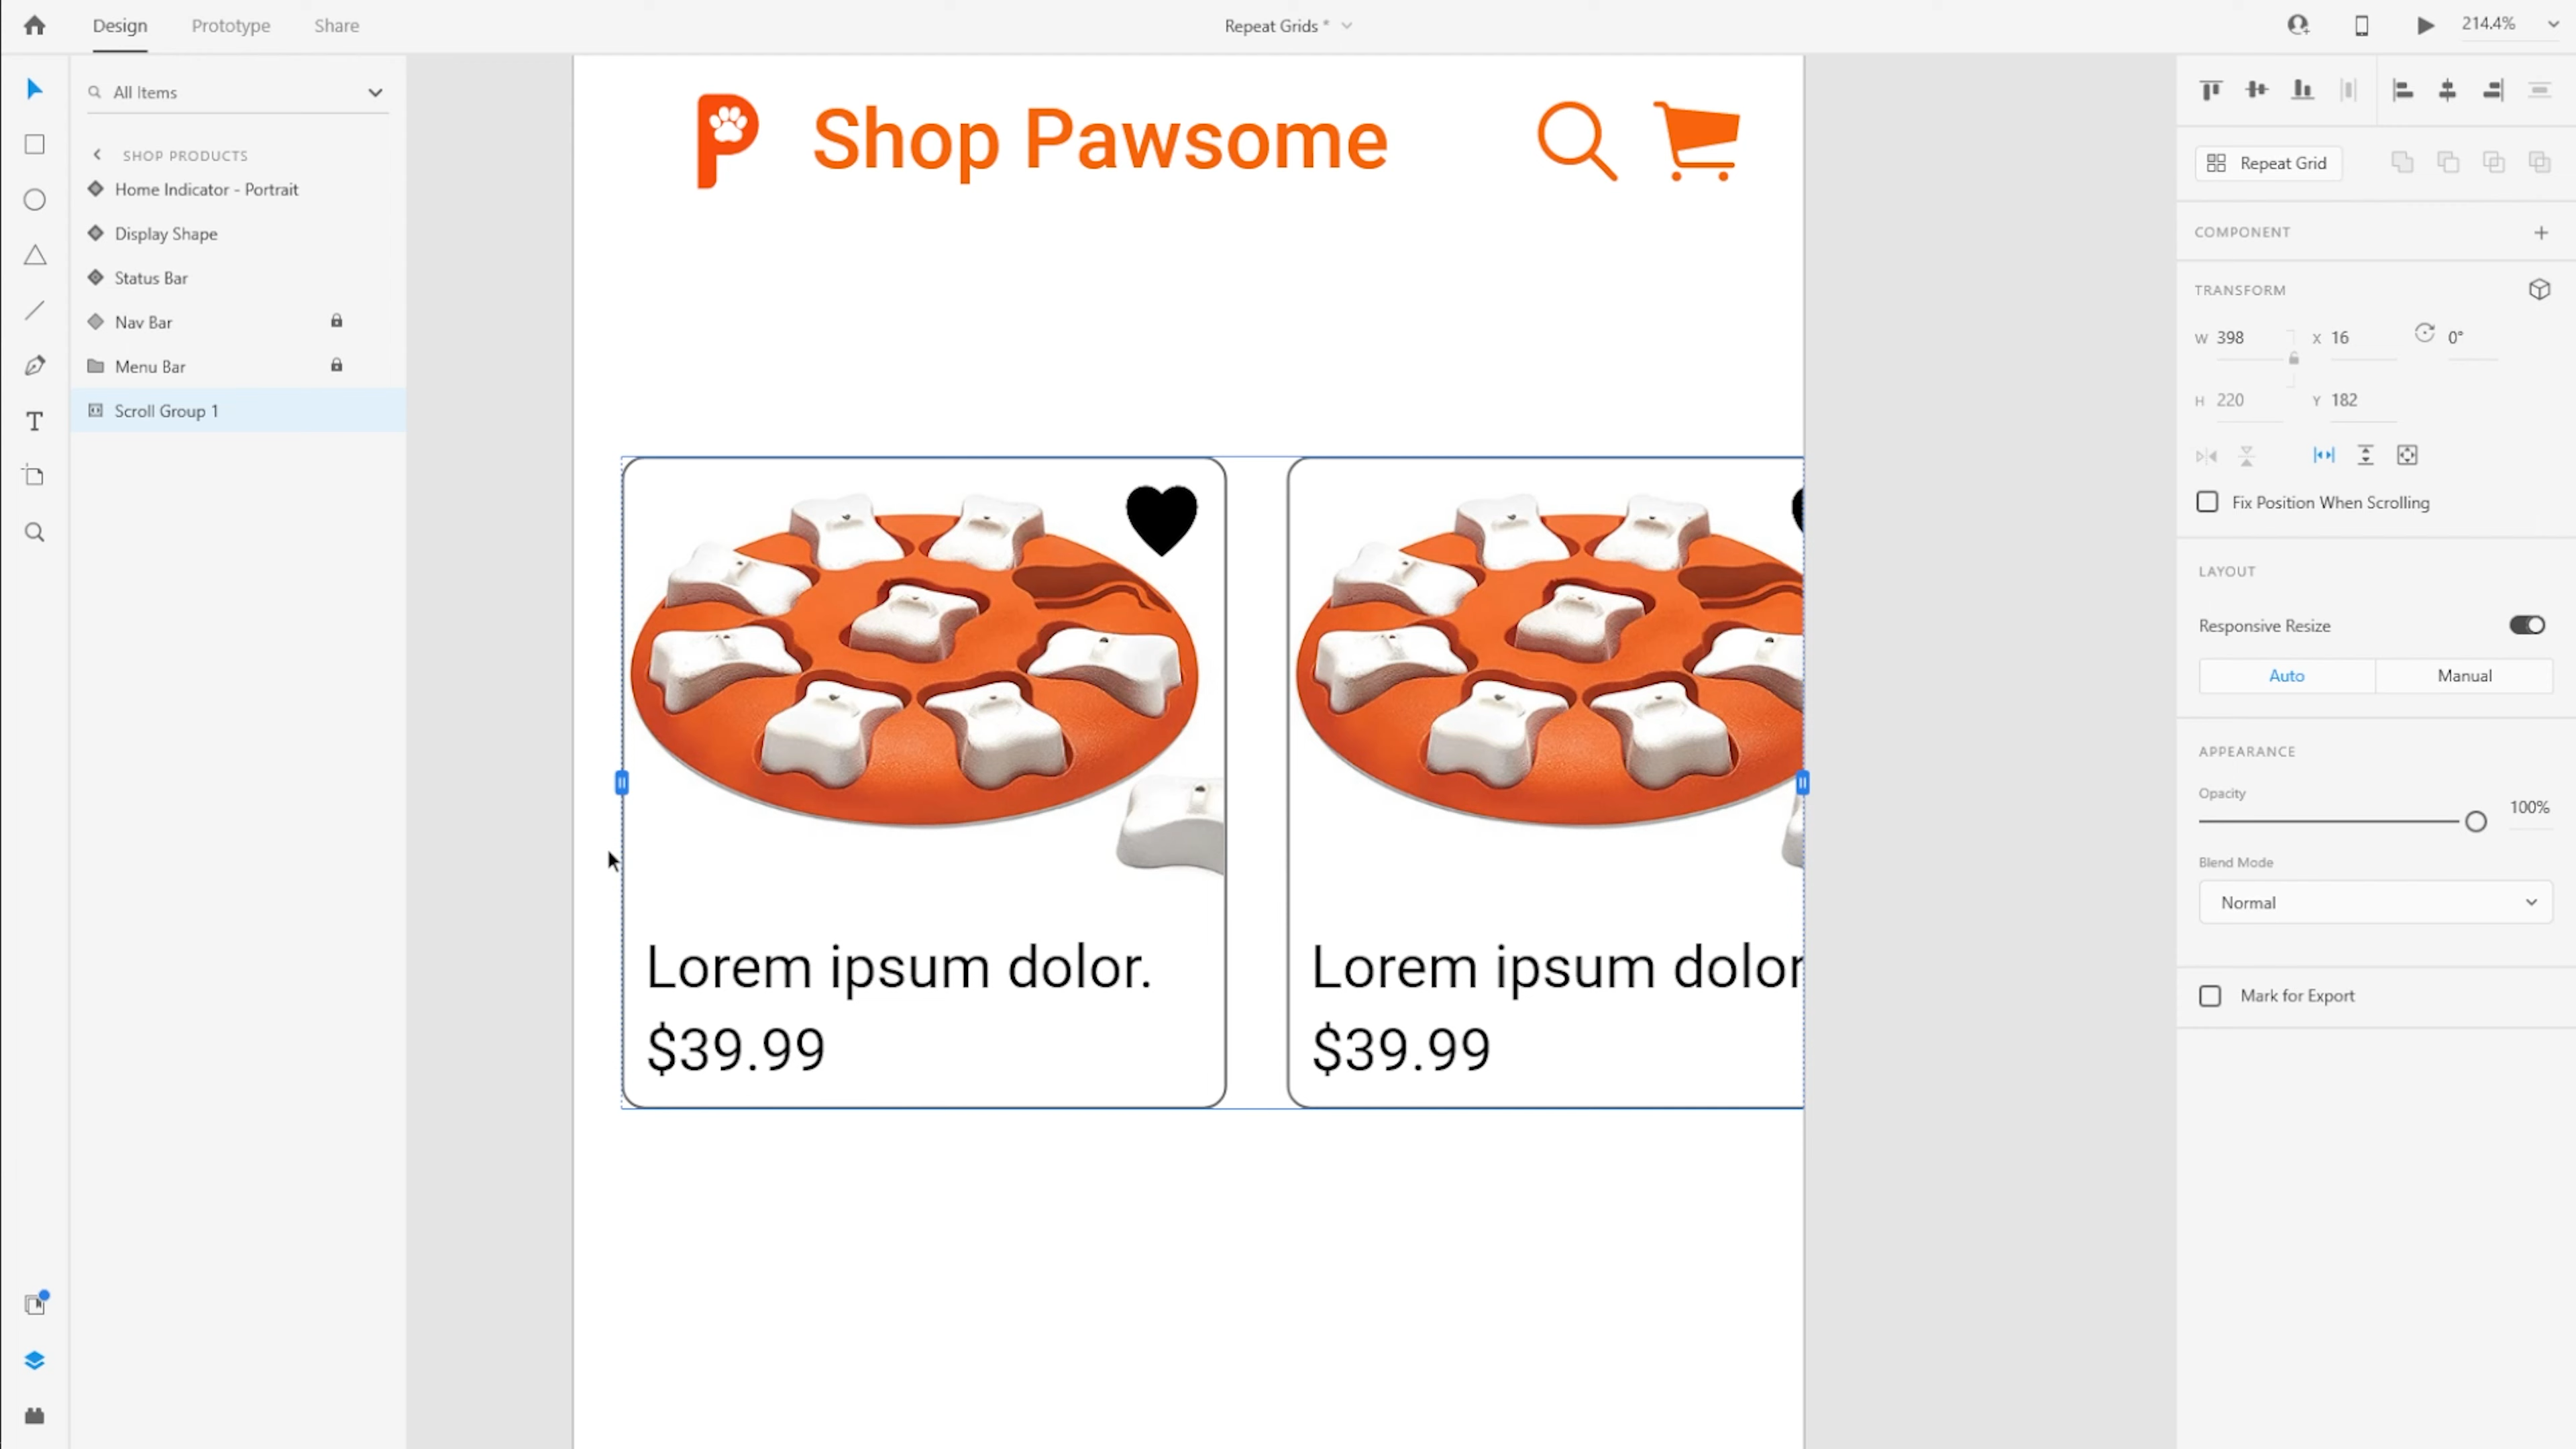 Design Prototype Share
Repeat Grids *
214.4%
All Items
SHOP PRODUCTS
Home Indicator - Portrait
Display Shape
Status Bar
Nav Bar
Menu Bar
Scroll Group 1
P Shop Pawsome
Lorem ipsum dolor.
$39.99
Lorem ipsum dolor
$39.99
Repeat Grid
COMPONENT
TRANSFORM
W 398 X 16 0°
H 220 Y 182
Fix Position When Scrolling
LAYOUT
Responsive Resize
Auto Manual
APPEARANCE
Opacity
100%
Blend Mode
Normal
Mark for Export